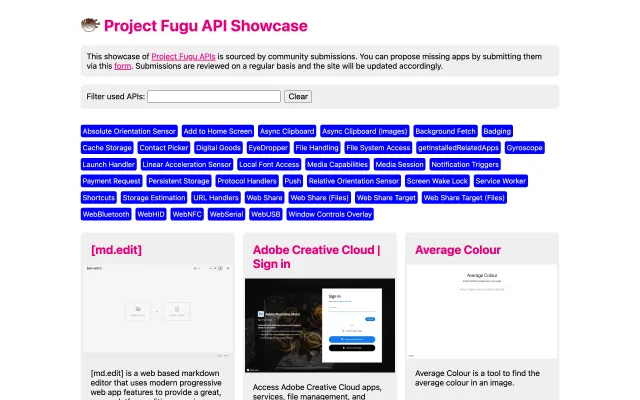 Project Fugu API Showcase
This showcase of Project Fugu APIs is sourced by community submissions. You can propose missing apps by submitting them
via this form. Submissions are reviewed on a regular basis and the site will be updated accordingly.
Filter used APIs: Clear
Absolute Orientation Sensor Add to Home Screen Async Clipboard Async Clipboard (Images) Background Fetch Badging
Cache Storage Contact Picker Digital Goods EyeDropper File Handling File System Access getInstalledRelatedApps Gyroscope
Launch Handler Linear Acceleration Sensor Local Font Access Media Capabilities Media Session Notification Triggers
Payment Request Persistent Storage Protocol Handlers Push Relative Orientation Sensor Screen Wake Lock Service Worker
Shortcuts Storage Estimation URL Handlers Web Share Web Share (Files) Web Share Target Web Share Target (Files)
WebBluetooth WebHID WebNFC WebSerial WebUSB Window Controls Overlay
[md.edit]
[md.edit] is a web based markdown
editor that uses modern progressive
web app features to provide a great,
Adobe Creative Cloud |
Sign in
Sign in
Access Adobe Creative Cloud apps,
services, file management, and
Average Colour
Average Colour
Average Colour is a tool to find the
average colour in an image.